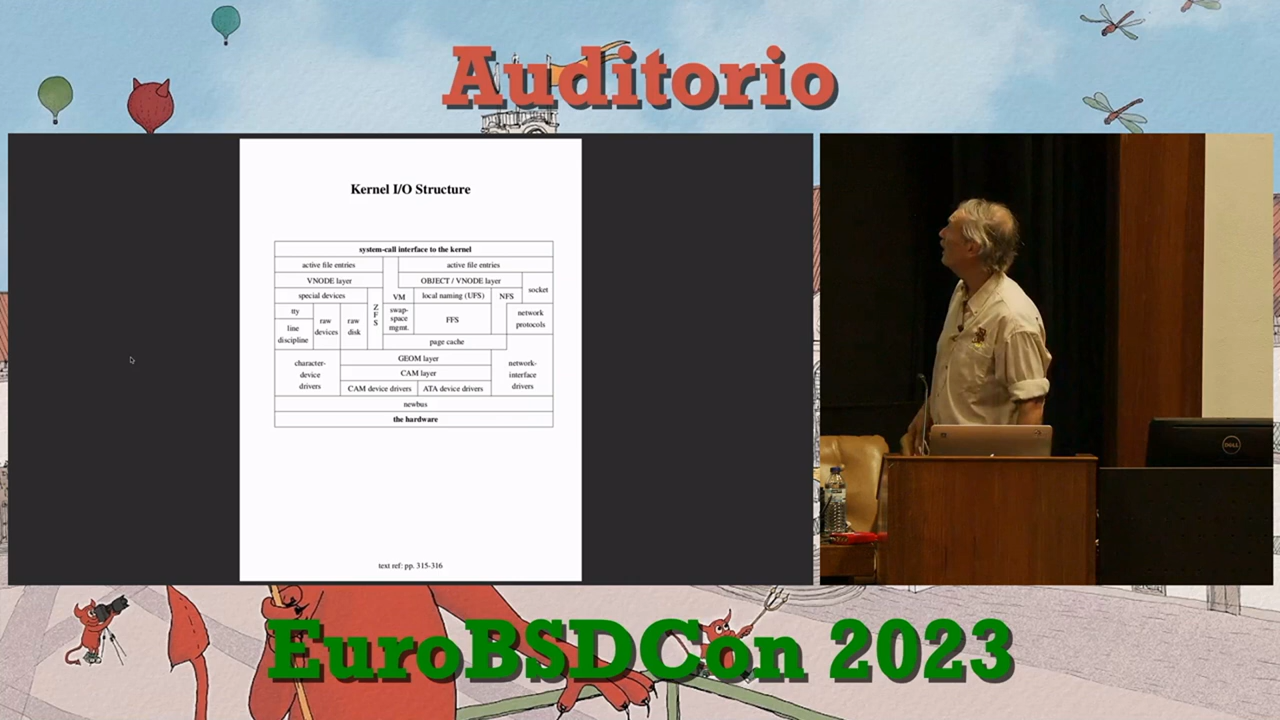 Auditorio
Kernel I/O Structure
system-call interface to the kernel
active file entries
active file entries
VNODE layer
OBJECT / VNODE layer
socket
special devices
ZFS
VM
local naming (UFS)
NFS
tty
raw devices
raw disk
swap-space mgmt.
FFS
network protocols
line discipline
page cache
character-device drivers
GEOM layer
network-interface drivers
CAM layer
CAM device drivers
ATA device drivers
newbus
the hardware
text ref: pp. 315-316
DELL
EuroBSDCon 2023